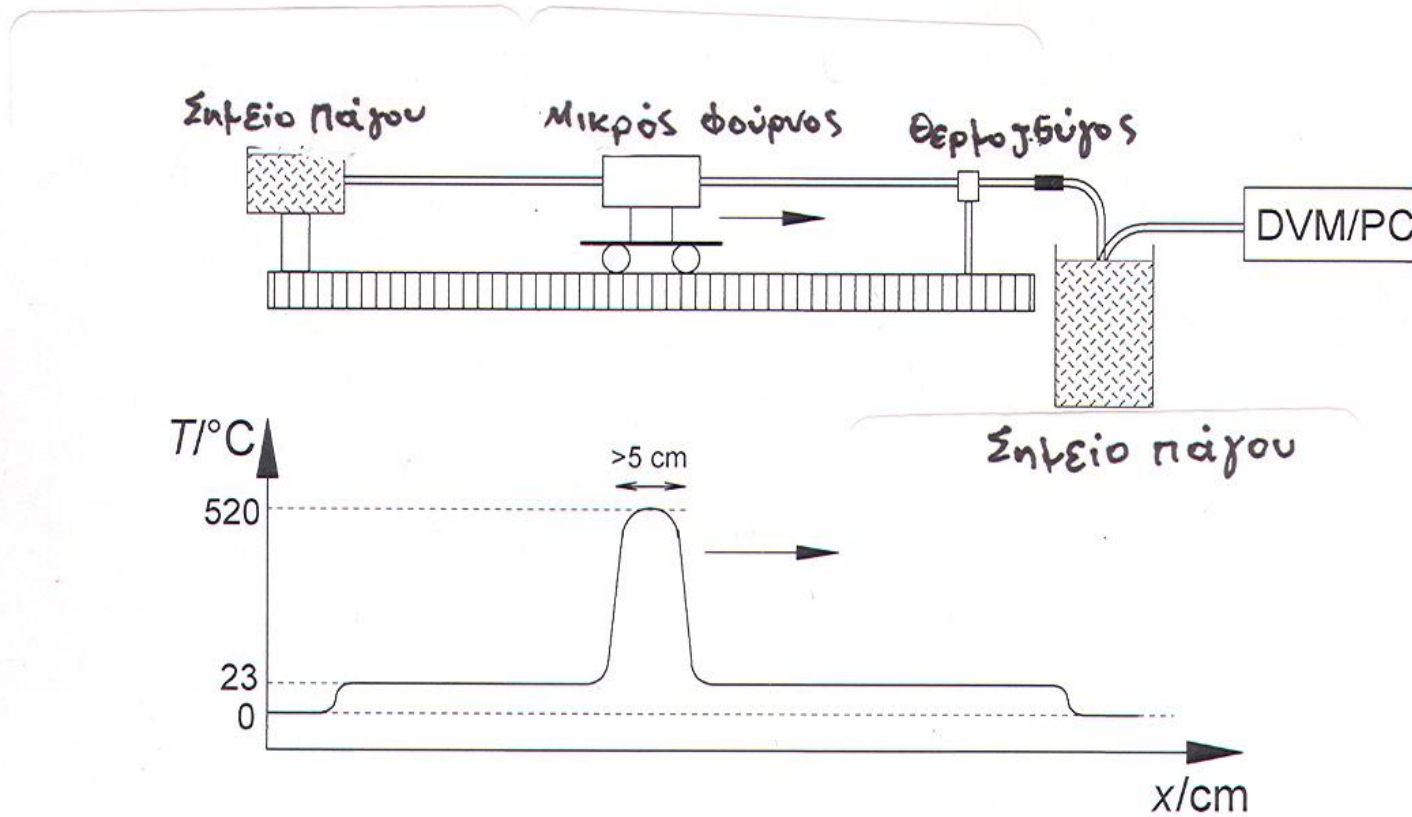 Σημείο πάγου
Μικρός φούρνος
Θερμοζεύγος
DVM/PC
Σημείο πάγου
T/°C
>5 cm
520
23
0
x/cm